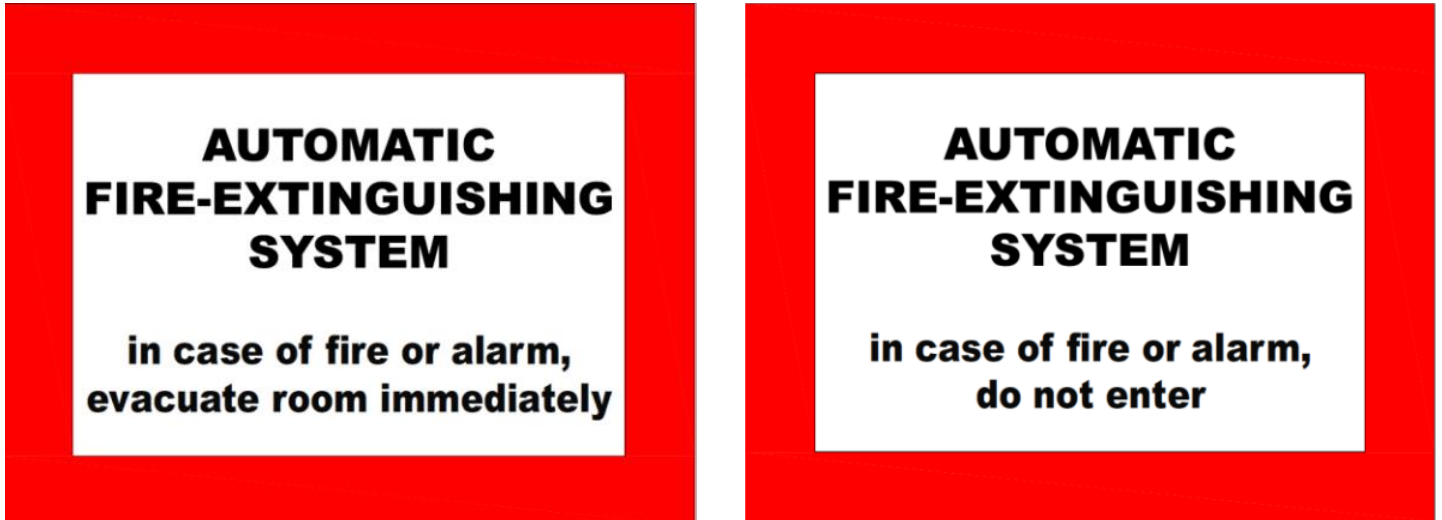 AUTOMATIC
FIRE-EXTINGUISHING
SYSTEM
in case of fire or alarm,
evacuate room immediately
AUTOMATIC
FIRE-EXTINGUISHING
SYSTEM
in case of fire or alarm,
do not enter